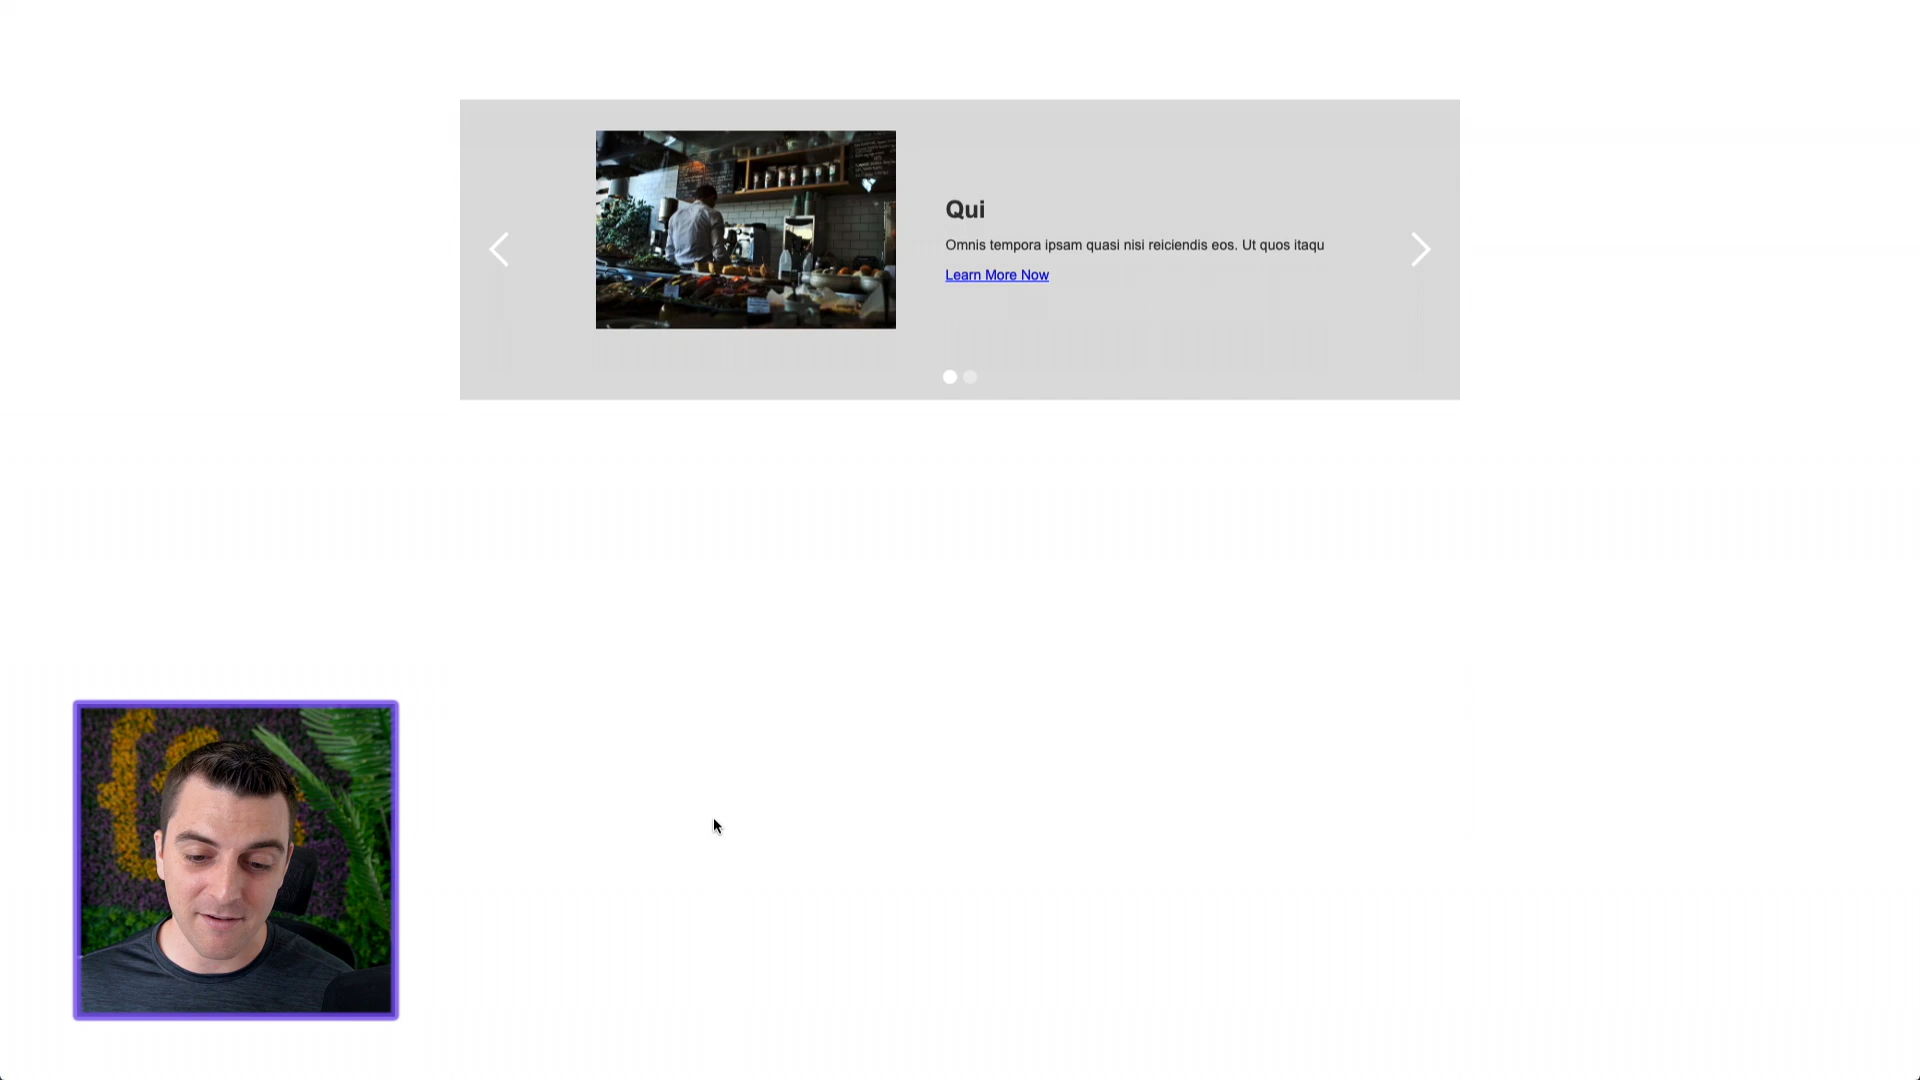 Qui
Omnis tempora ipsam quasi nisi reiciendis eos. Ut quos itaqu
Learn More Now